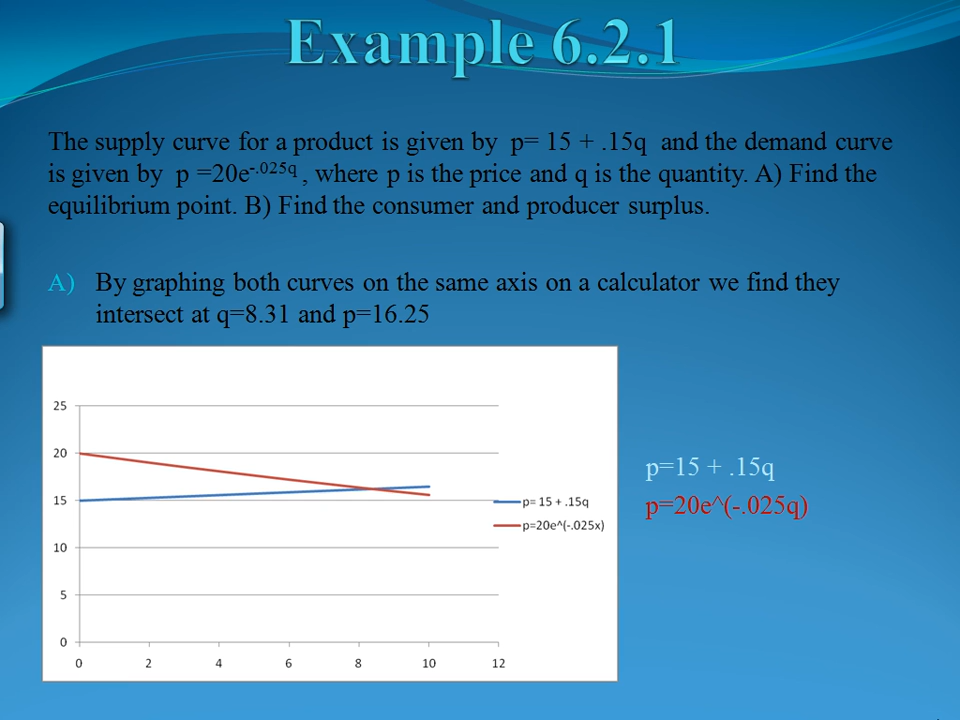 Example 6.2.1
The supply curve for a product is given by p= 15 + .15q and the demand curve
is given by p =20e^-.025q , where p is the price and q is the quantity. A) Find the
equilibrium point. B) Find the consumer and producer surplus.
A) By graphing both curves on the same axis on a calculator we find they
intersect at q=8.31 and p=16.25
25
20
15
10
5
0
0 2 4 6 8 10 12
p= 15 + .15q
p=20e^(-.025x)
p=15 + .15q
p=20e^(-.025q)